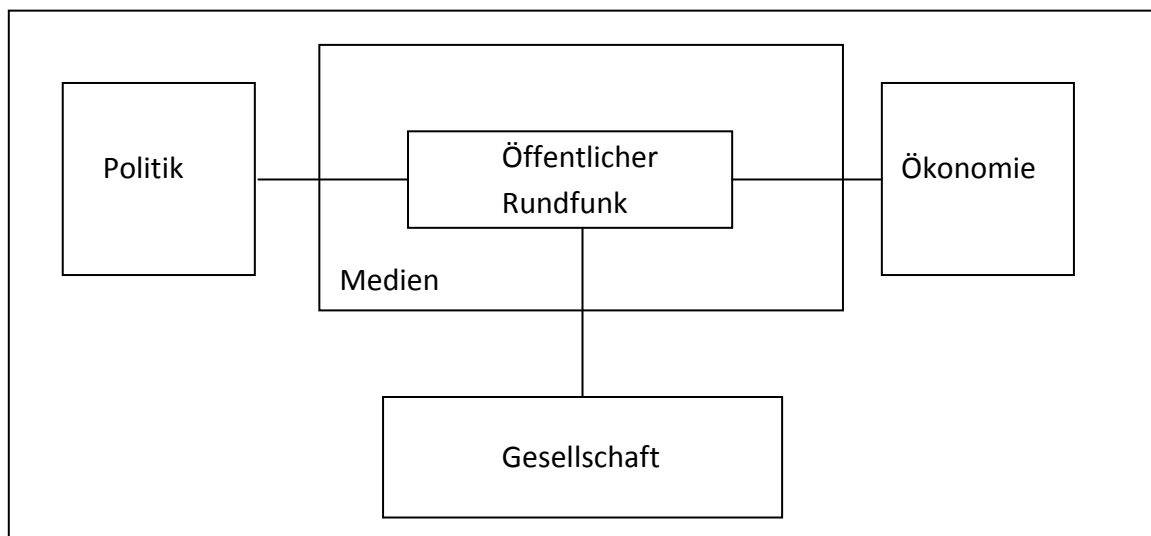 Politik
Öffentlicher
Rundfunk
Ökonomie
Medien
Gesellschaft